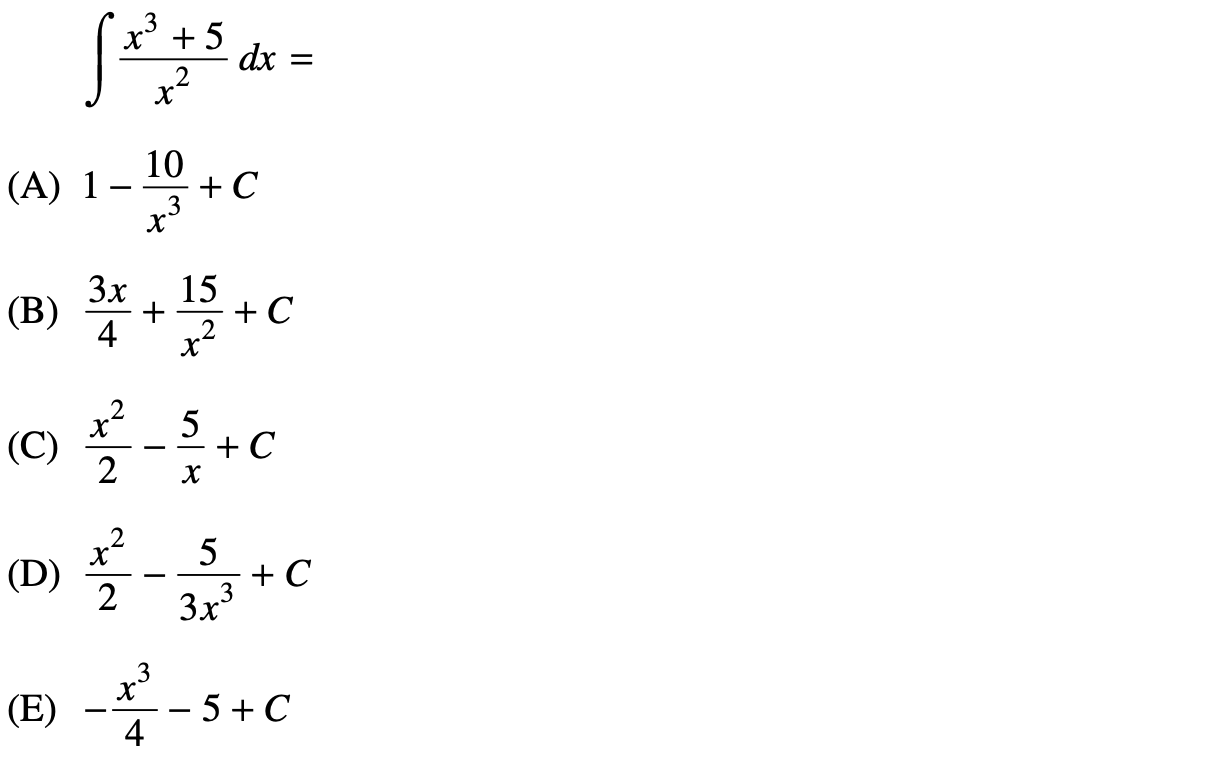 ∫ (x³ + 5)/x² dx =
(A) 1 − 10/x³ + C
(B) 3x/4 + 15/x² + C
(C) x²/2 − 5/x + C
(D) x²/2 − 5/(3x³) + C
(E) −x³/4 − 5 + C